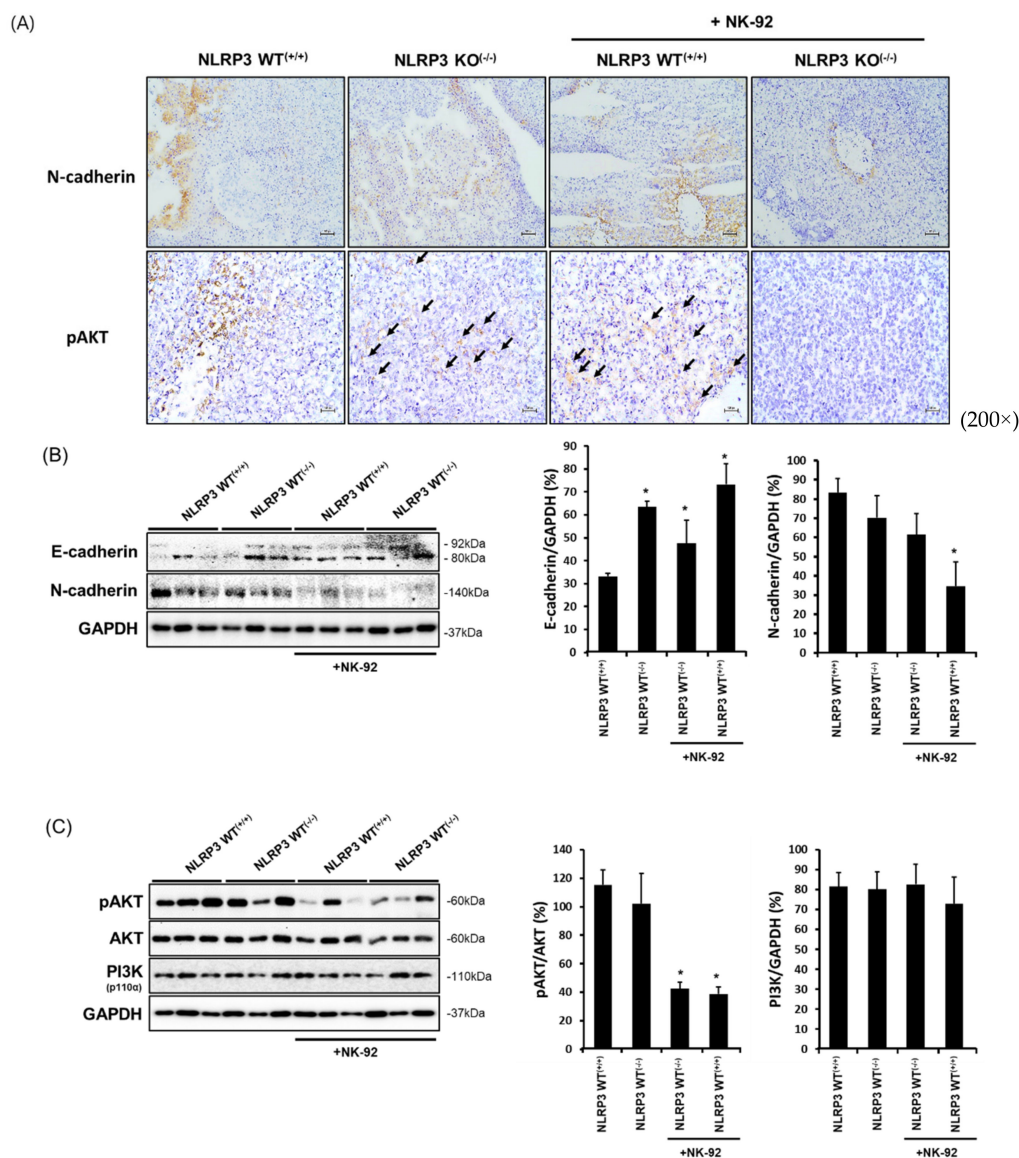 (A)
+ NK-92
NLRP3 WT(+/+)
NLRP3 KO(-/-)
NLRP3 WT(+/+)
NLRP3 KO(-/-)
N-cadherin
pAKT
(200×)
(B)
NLRP3 WT(+/+)
NLRP3 WT(-/-)
NLRP3 WT(+/+)
NLRP3 WT(-/-)
E-cadherin
- 92kDa
- 80kDa
N-cadherin
-140kDa
GAPDH
-37kDa
+NK-92
E-cadherin/GAPDH (%)
90
80
70
60
50
40
30
20
10
0
*
*
*
NLRP3 WT(+/+)
NLRP3 WT(-/-)
NLRP3 WT(-/-)
NLRP3 WT(+/+)
+NK-92
N-cadherin/GAPDH (%)
100
90
80
70
60
50
40
30
20
10
0
*
NLRP3 WT(+/+)
NLRP3 WT(-/-)
NLRP3 WT(-/-)
NLRP3 WT(+/+)
+NK-92
(C)
NLRP3 WT(+/+)
NLRP3 WT(-/-)
NLRP3 WT(+/+)
NLRP3 WT(-/-)
pAKT
-60kDa
AKT
-60kDa
PI3K
(p110α)
-110kDa
GAPDH
-37kDa
+NK-92
pAKT/AKT (%)
140
120
100
80
60
40
20
0
*
*
NLRP3 WT(+/+)
NLRP3 WT(-/-)
NLRP3 WT(-/-)
NLRP3 WT(+/+)
+NK-92
PI3K/GAPDH (%)
100
90
80
70
60
50
40
30
20
10
0
NLRP3 WT(+/+)
NLRP3 WT(-/-)
NLRP3 WT(-/-)
NLRP3 WT(+/+)
+NK-92